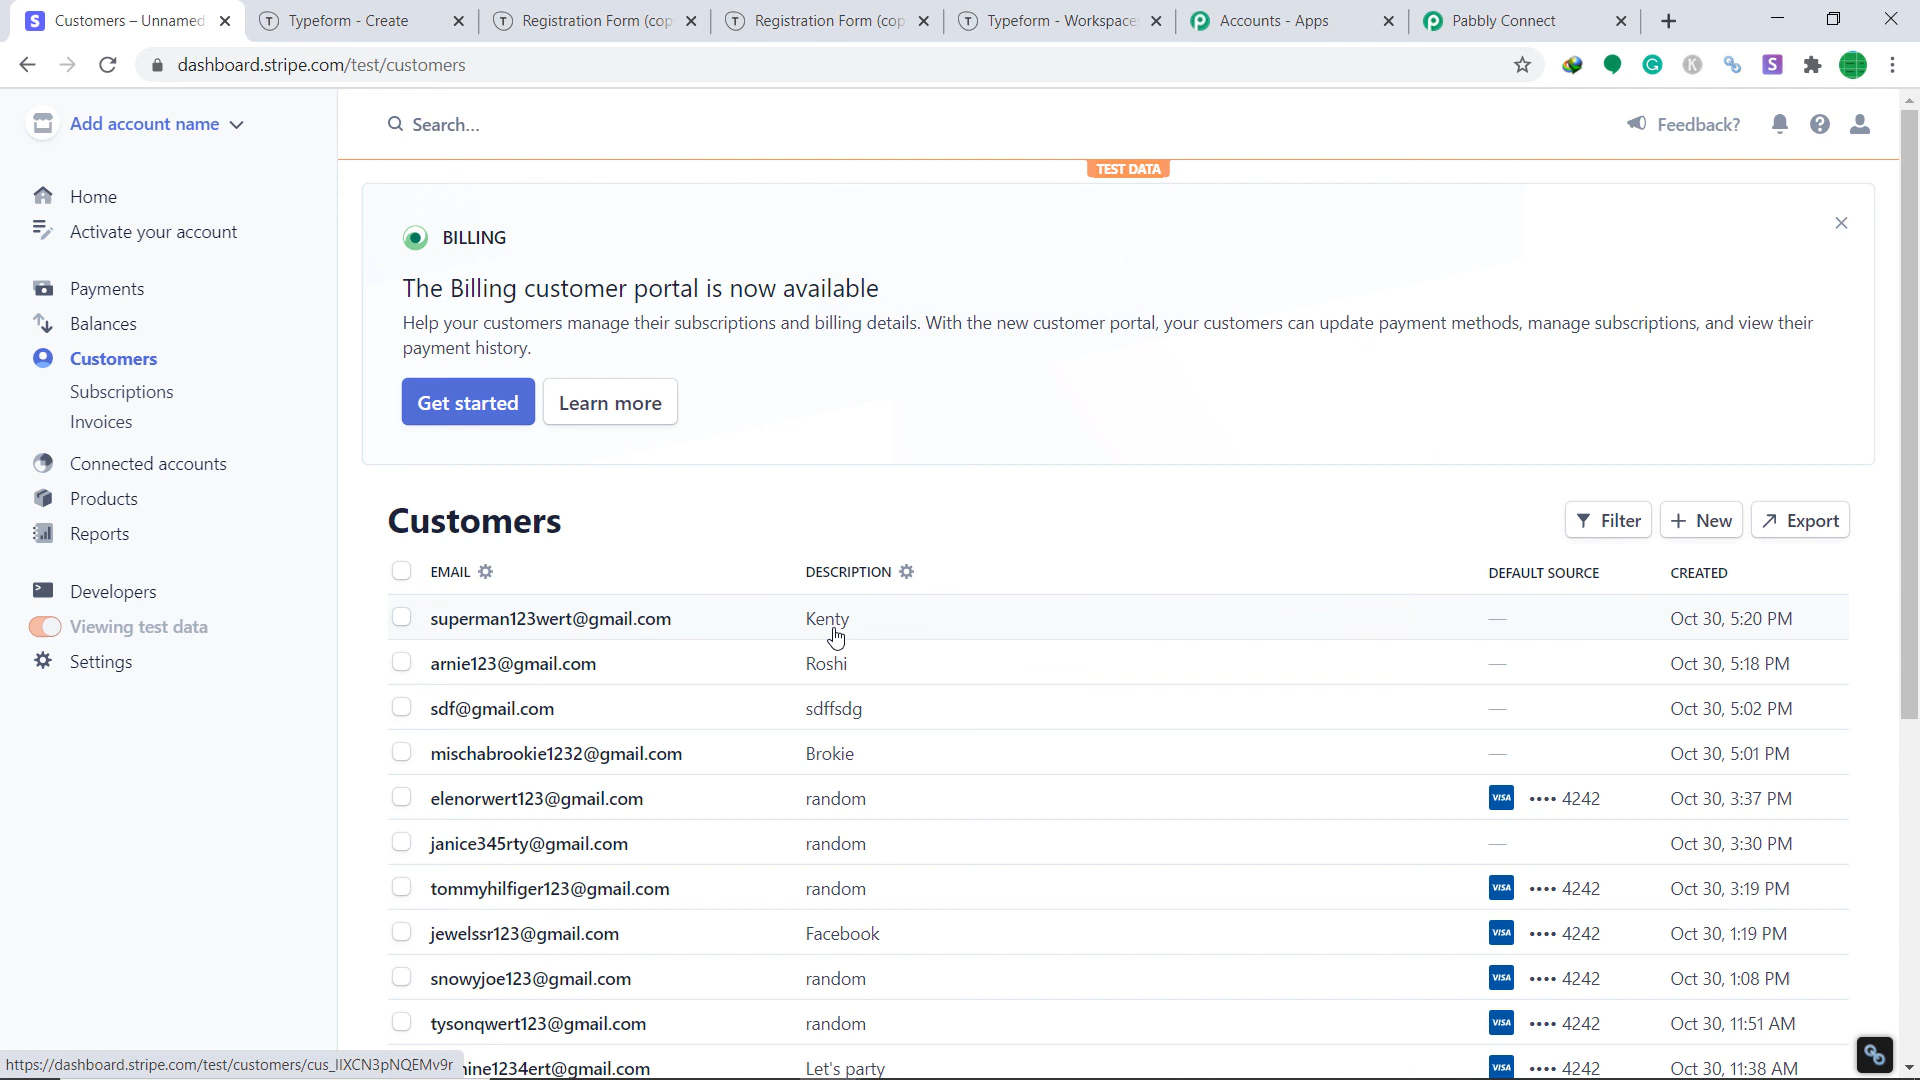 Customers – Unnamed
Typeform - Create
Registration Form (cop
Registration Form (cop
Typeform - Workspace
Accounts - Apps
Pabbly Connect
dashboard.stripe.com/test/customers
Add account name
Search...
Feedback?
TEST DATA
Home
Activate your account
Payments
Balances
Customers
Subscriptions
Invoices
Connected accounts
Products
Reports
Developers
Viewing test data
Settings
BILLING
The Billing customer portal is now available
Help your customers manage their subscriptions and billing details. With the new customer portal, your customers can update payment methods, manage subscriptions, and view their
payment history.
Get started Learn more
Customers
Filter + New Export
EMAIL DESCRIPTION DEFAULT SOURCE CREATED
superman123wert@gmail.com Kenty — Oct 30, 5:20 PM
arnie123@gmail.com Roshi — Oct 30, 5:18 PM
sdf@gmail.com sdffsdg — Oct 30, 5:02 PM
mischabrookie1232@gmail.com Brokie — Oct 30, 5:01 PM
elenorwert123@gmail.com random VISA •••• 4242 Oct 30, 3:37 PM
janice345rty@gmail.com random — Oct 30, 3:30 PM
tommyhilfiger123@gmail.com random VISA •••• 4242 Oct 30, 3:19 PM
jewelssr123@gmail.com Facebook VISA •••• 4242 Oct 30, 1:19 PM
snowyjoe123@gmail.com random VISA •••• 4242 Oct 30, 1:08 PM
tysonqwert123@gmail.com random VISA •••• 4242 Oct 30, 11:51 AM
ine1234ert@gmail.com Let's party VISA •••• 4242 Oct 30, 11:38 AM
https://dashboard.stripe.com/test/customers/cus_IIXCN3pNQEMv9r